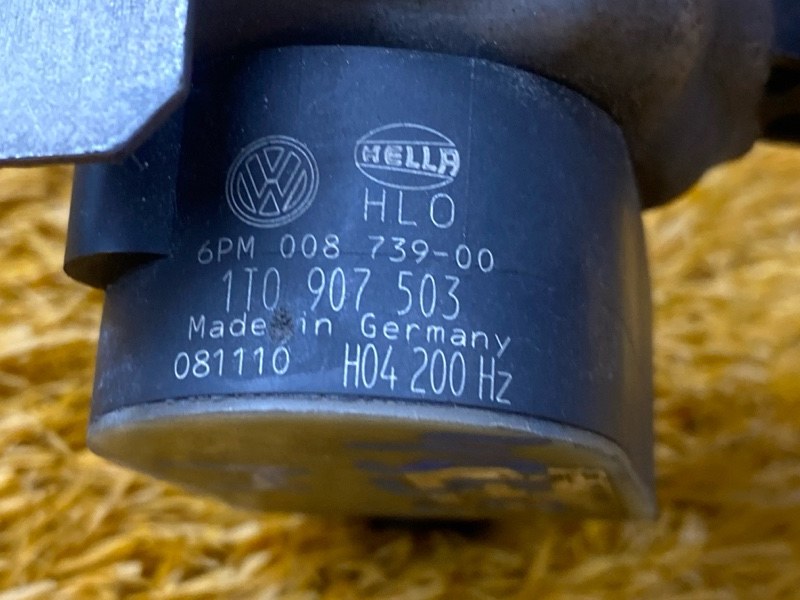 HELLA
HLO
6PM 008 739-00
1T0 907 503
Made in Germany
081110 H04 200 Hz